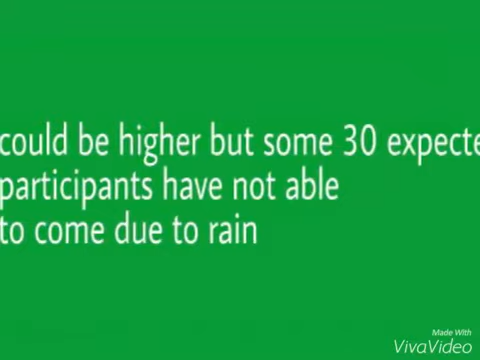 could be higher but some 30 expecte
participants have not able
to come due to rain
Made With
VivaVideo